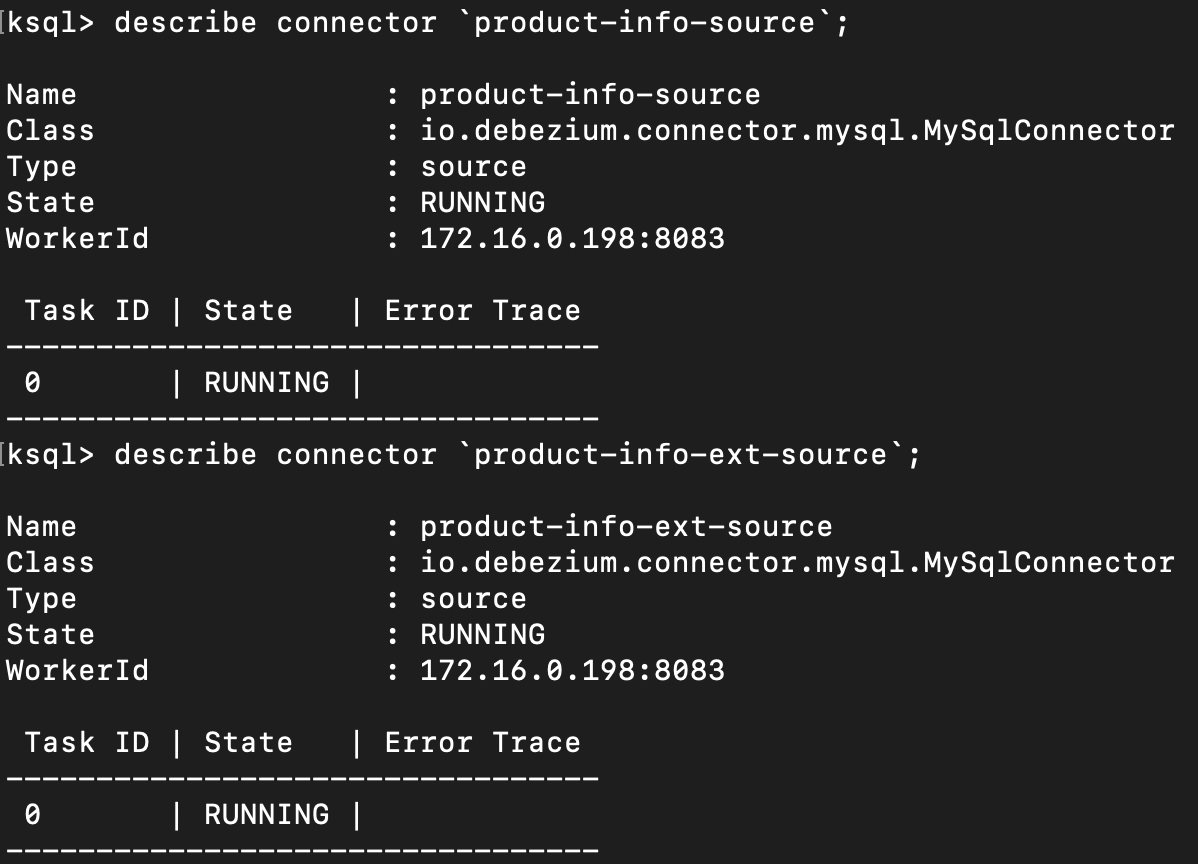 [ksql> describe connector `product-info-source`;
Name                     : product-info-source
Class                    : io.debezium.connector.mysql.MySqlConnector
Type                     : source
State                    : RUNNING
WorkerId                 : 172.16.0.198:8083
 Task ID | State   | Error Trace
---------------------------------
 0       | RUNNING |
---------------------------------
[ksql> describe connector `product-info-ext-source`;
Name                     : product-info-ext-source
Class                    : io.debezium.connector.mysql.MySqlConnector
Type                     : source
State                    : RUNNING
WorkerId                 : 172.16.0.198:8083
 Task ID | State   | Error Trace
---------------------------------
 0       | RUNNING |
---------------------------------